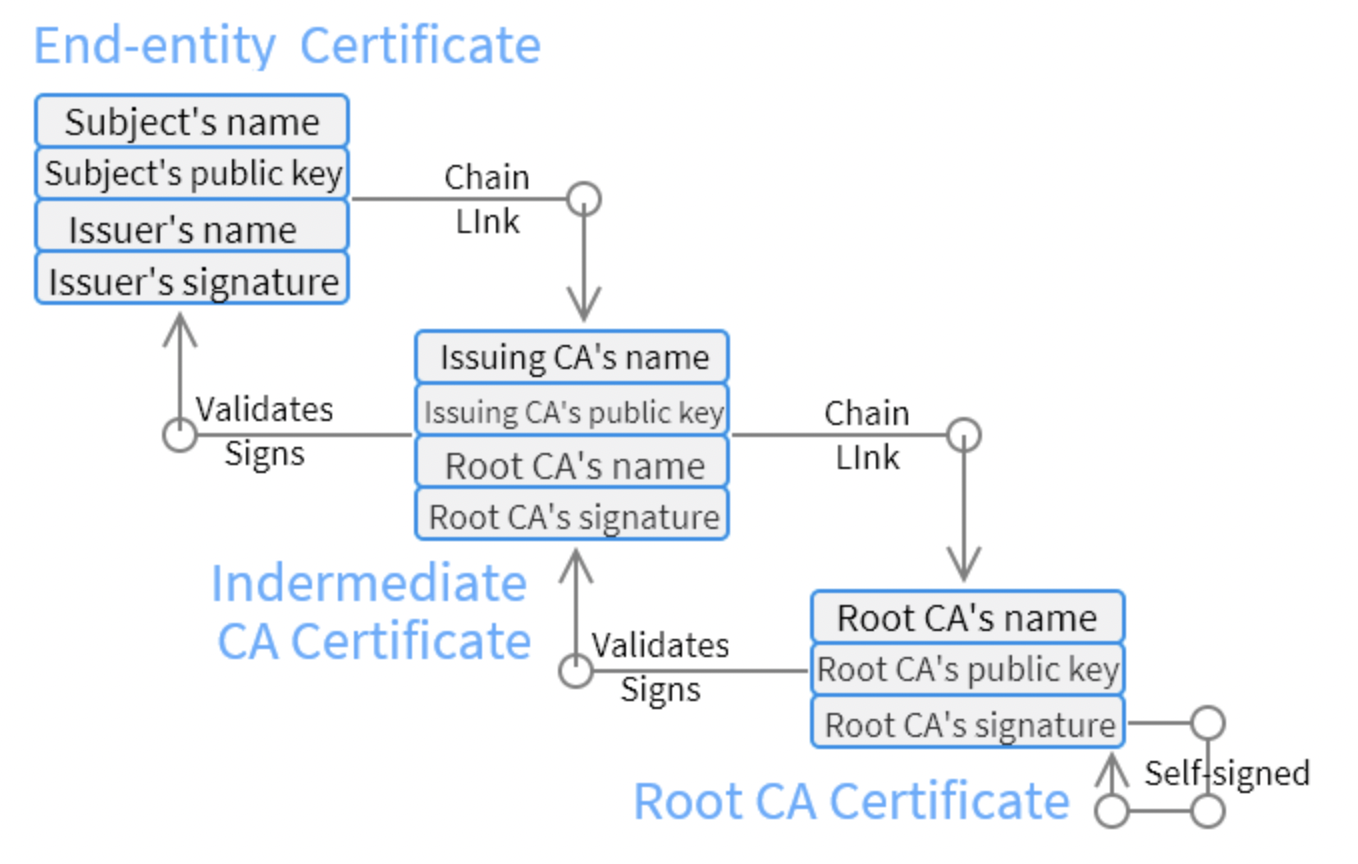 End-entity Certificate
Subject's name
Subject's public key
Issuer's name
Issuer's signature
Chain
LInk
Validates
Signs
Issuing CA's name
Issuing CA's public key
Root CA's name
Root CA's signature
Indermediate
CA Certificate
Chain
LInk
Validates
Signs
Root CA's name
Root CA's public key
Root CA's signature
Self-signed
Root CA Certificate